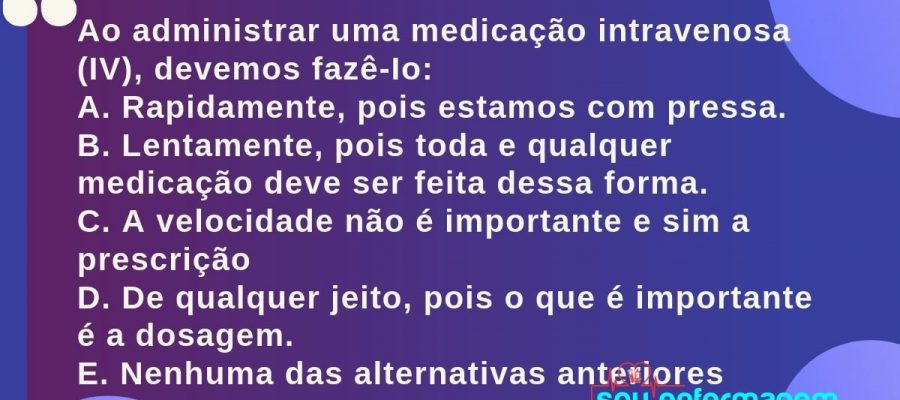 Ao administrar uma medicação intravenosa
(IV), devemos fazê-lo:
A. Rapidamente, pois estamos com pressa.
B. Lentamente, pois toda e qualquer
medicação deve ser feita dessa forma.
C. A velocidade não é importante e sim a
prescrição
D. De qualquer jeito, pois o que é importante
é a dosagem.
E. Nenhuma das alternativas anteriores
sou enfermagem